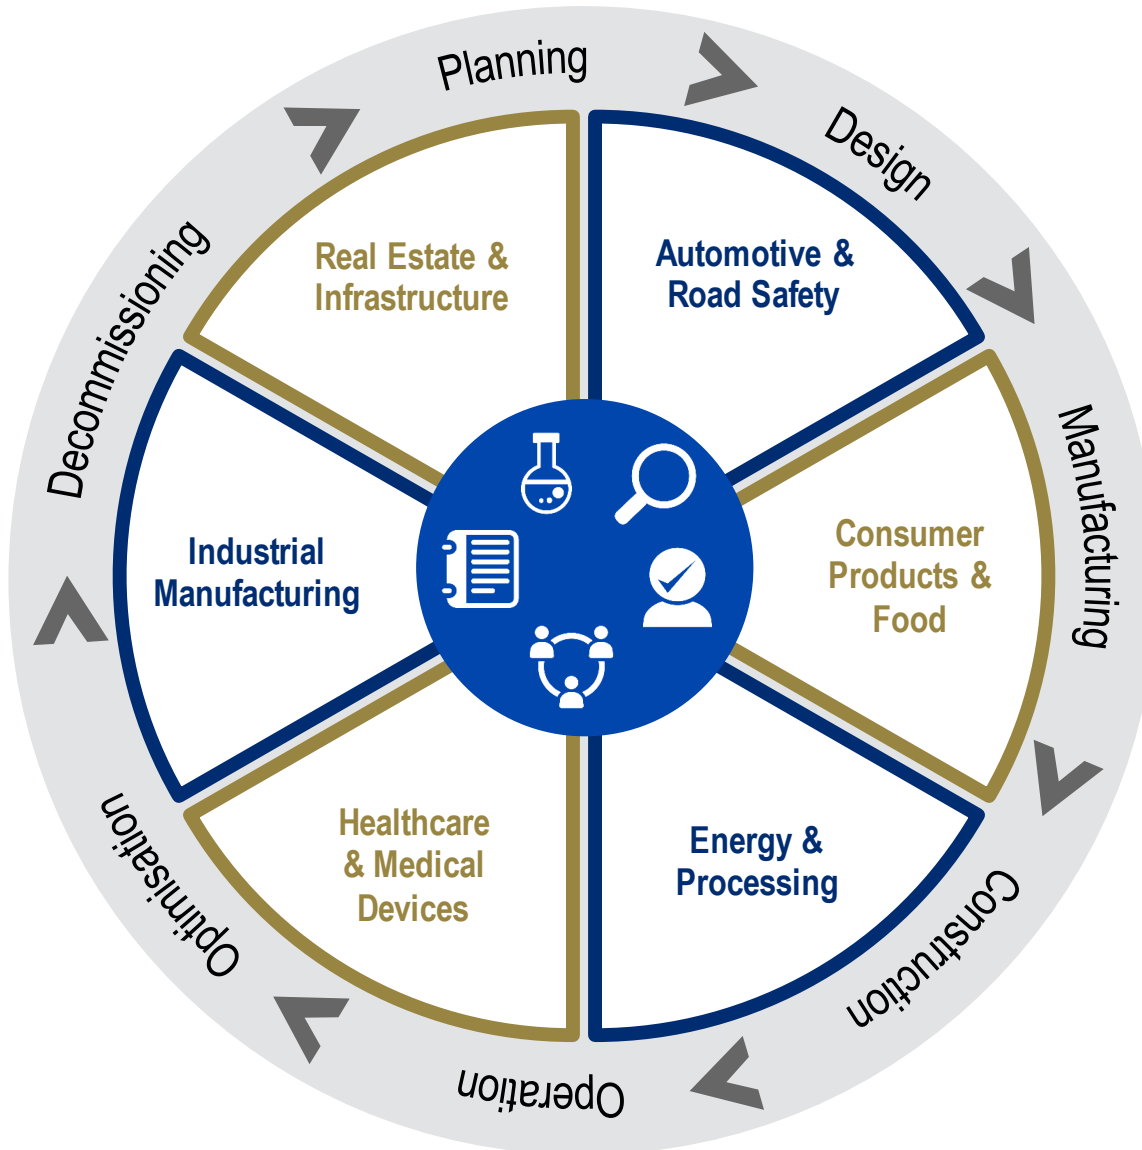 Planning
Design
Manufacturing
Construction
Operation
Optimisation
Decommissioning
Real Estate &
Infrastructure
Automotive &
Road Safety
Consumer
Products &
Food
Energy &
Processing
Healthcare
& Medical
Devices
Industrial
Manufacturing